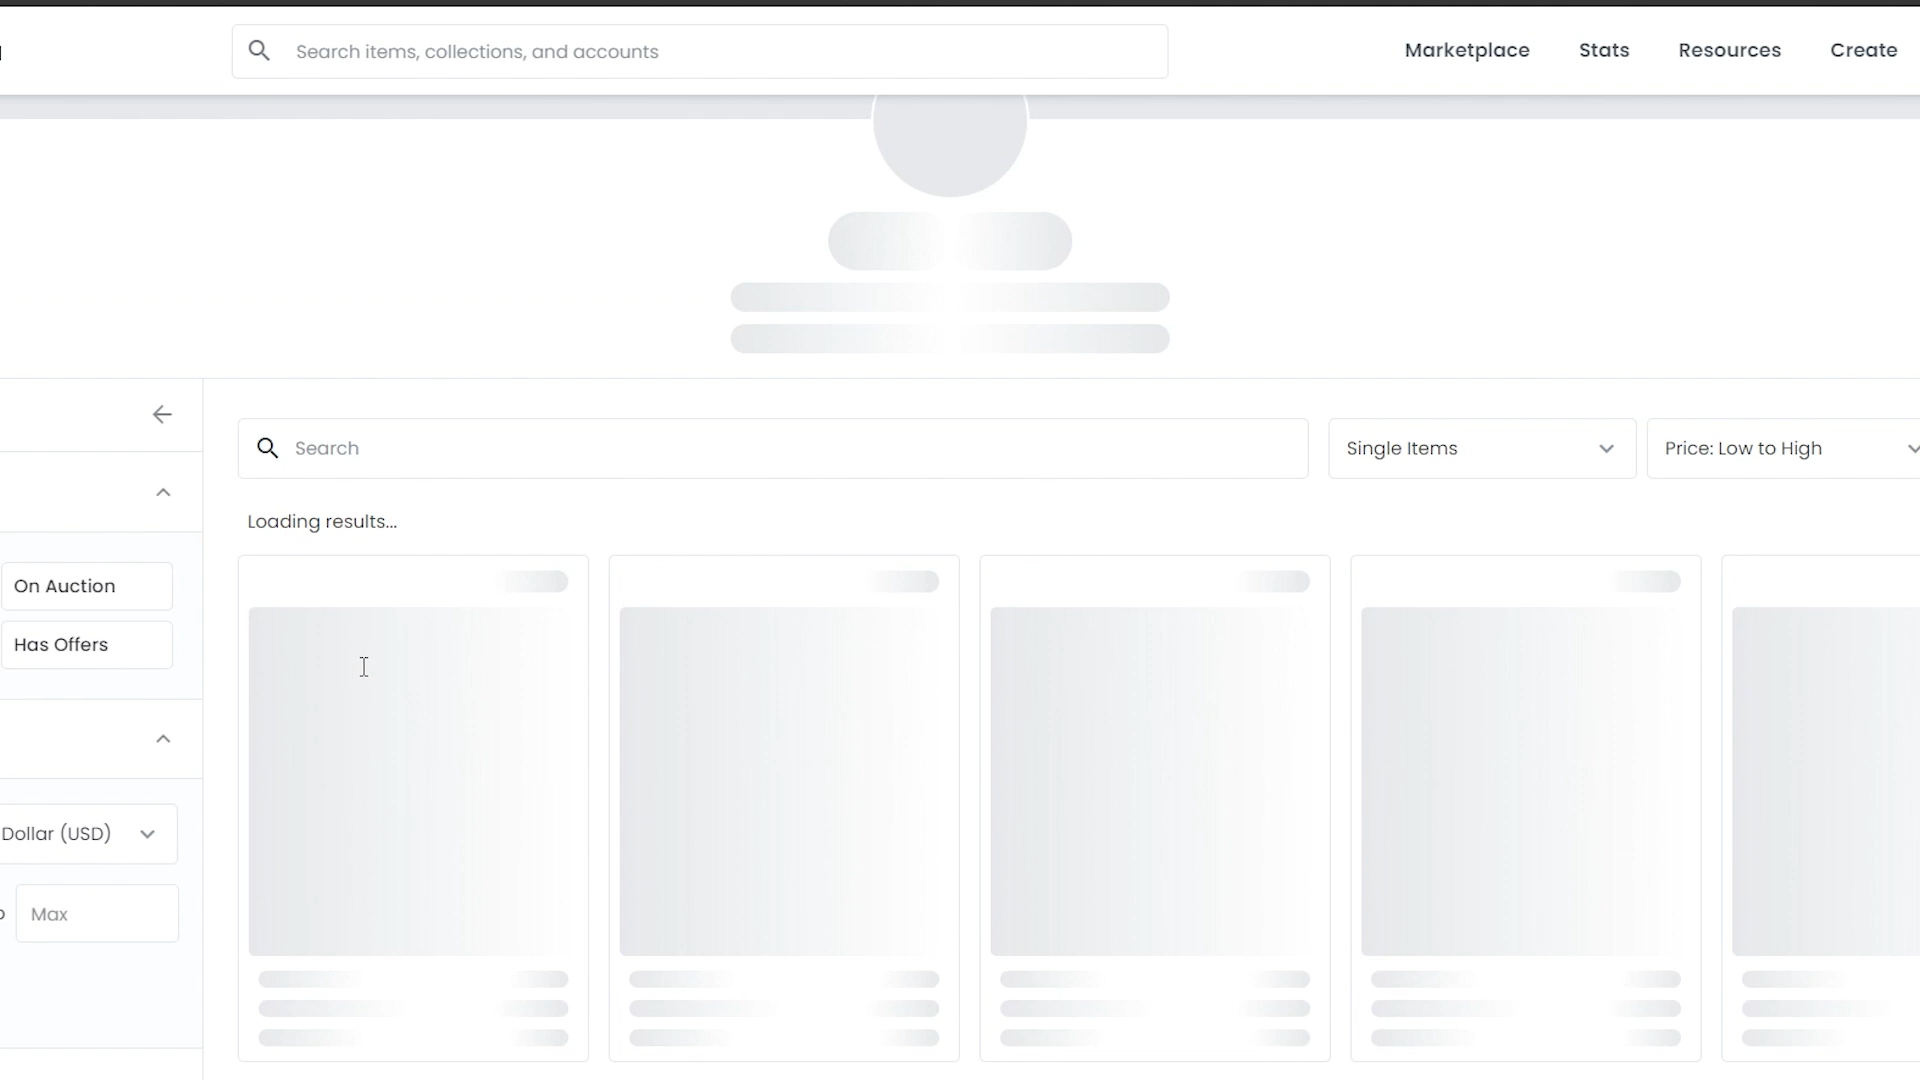 Search items, collections, and accounts
Marketplace Stats Resources Create
Search
Single Items
Price: Low to High
Loading results...
On Auction
Has Offers
Dollar (USD)
Max